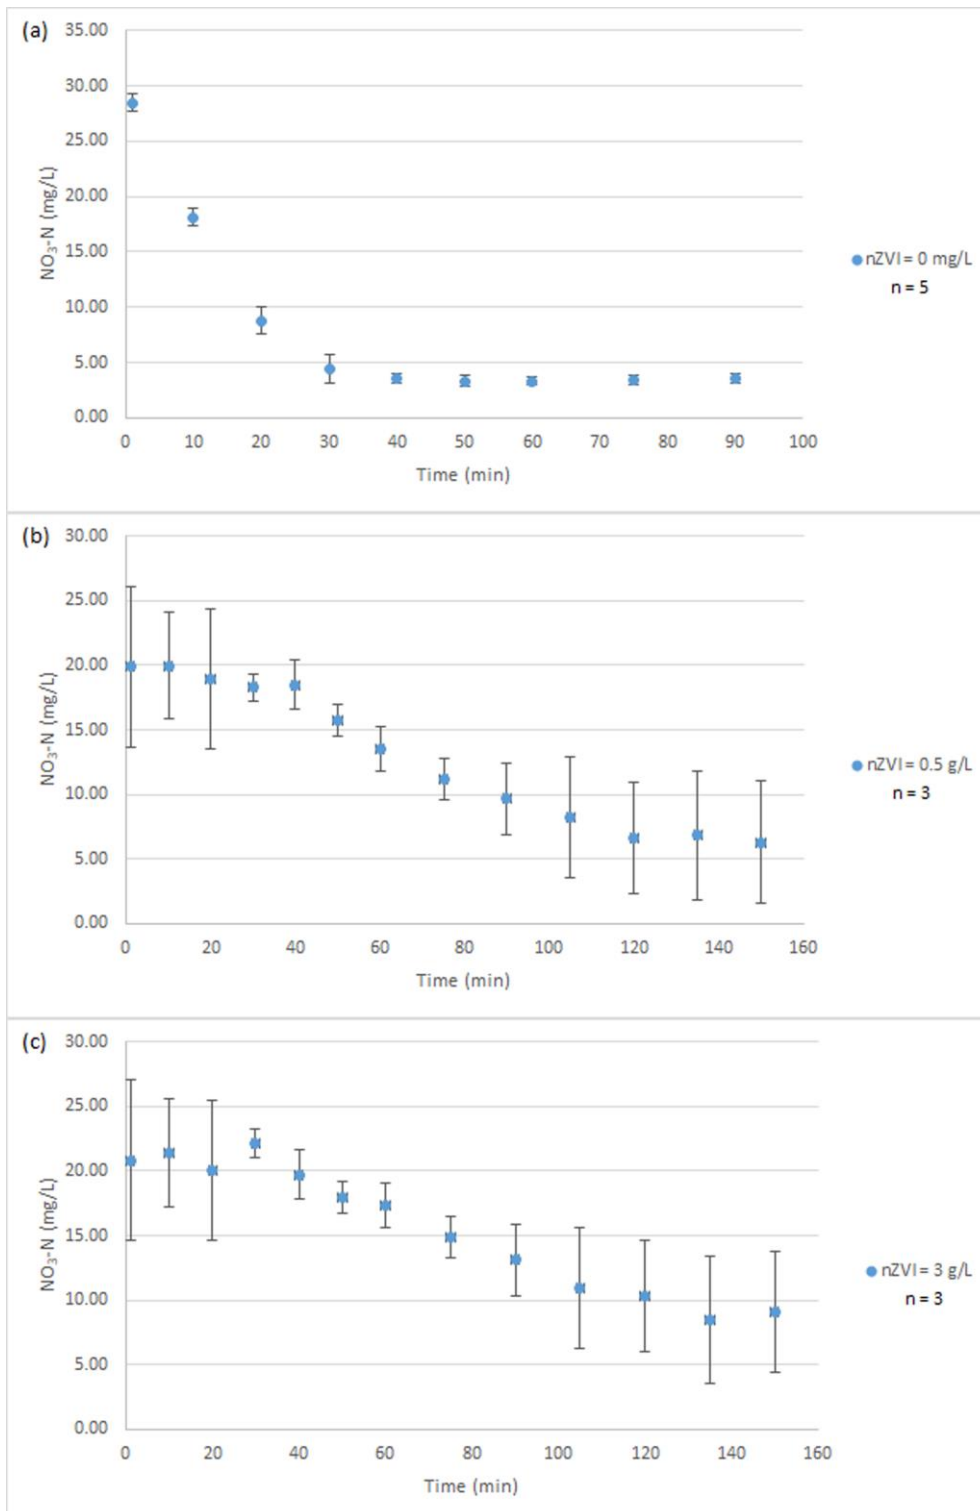 (a)
35.00
30.00
25.00
20.00
15.00
10.00
5.00
0.00
NO₃-N (mg/L)
0 10 20 30 40 50 60 70 80 90 100
Time (min)
nZVI = 0 mg/L
n = 5
(b)
30.00
25.00
20.00
15.00
10.00
5.00
0.00
NO₃-N (mg/L)
0 20 40 60 80 100 120 140 160
Time (min)
nZVI = 0.5 g/L
n = 3
(c)
30.00
25.00
20.00
15.00
10.00
5.00
0.00
NO₃-N (mg/L)
0 20 40 60 80 100 120 140 160
Time (min)
nZVI = 3 g/L
n = 3